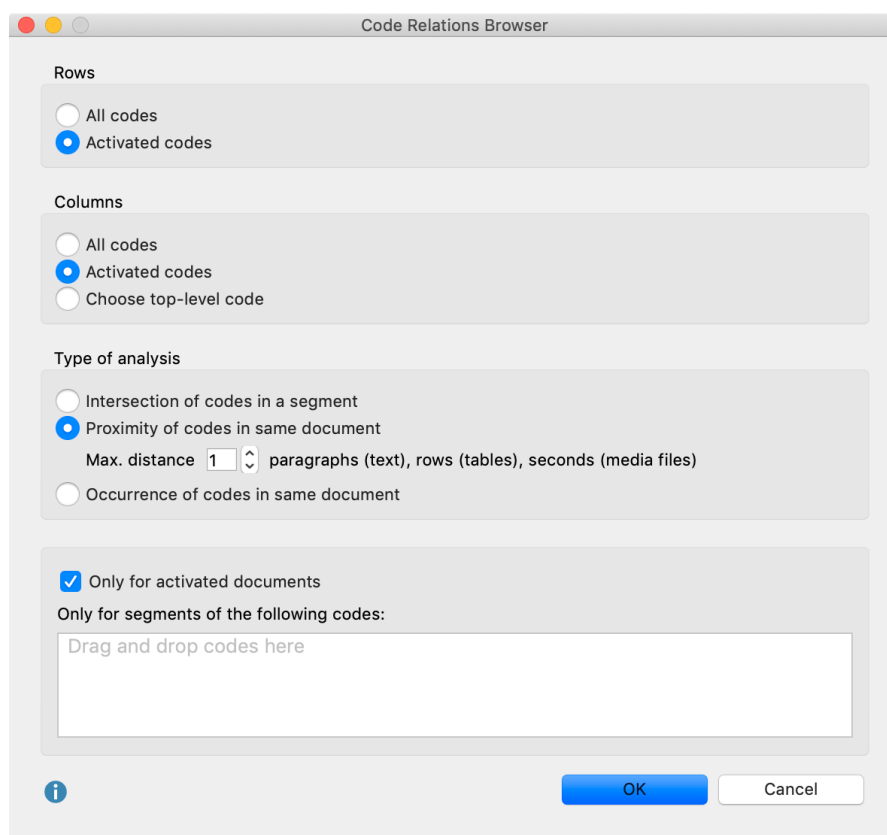 Code Relations Browser
Rows
All codes
Activated codes
Columns
All codes
Activated codes
Choose top-level code
Type of analysis
Intersection of codes in a segment
Proximity of codes in same document
Max. distance 1 paragraphs (text), rows (tables), seconds (media files)
Occurrence of codes in same document
Only for activated documents
Only for segments of the following codes:
Drag and drop codes here
OK Cancel